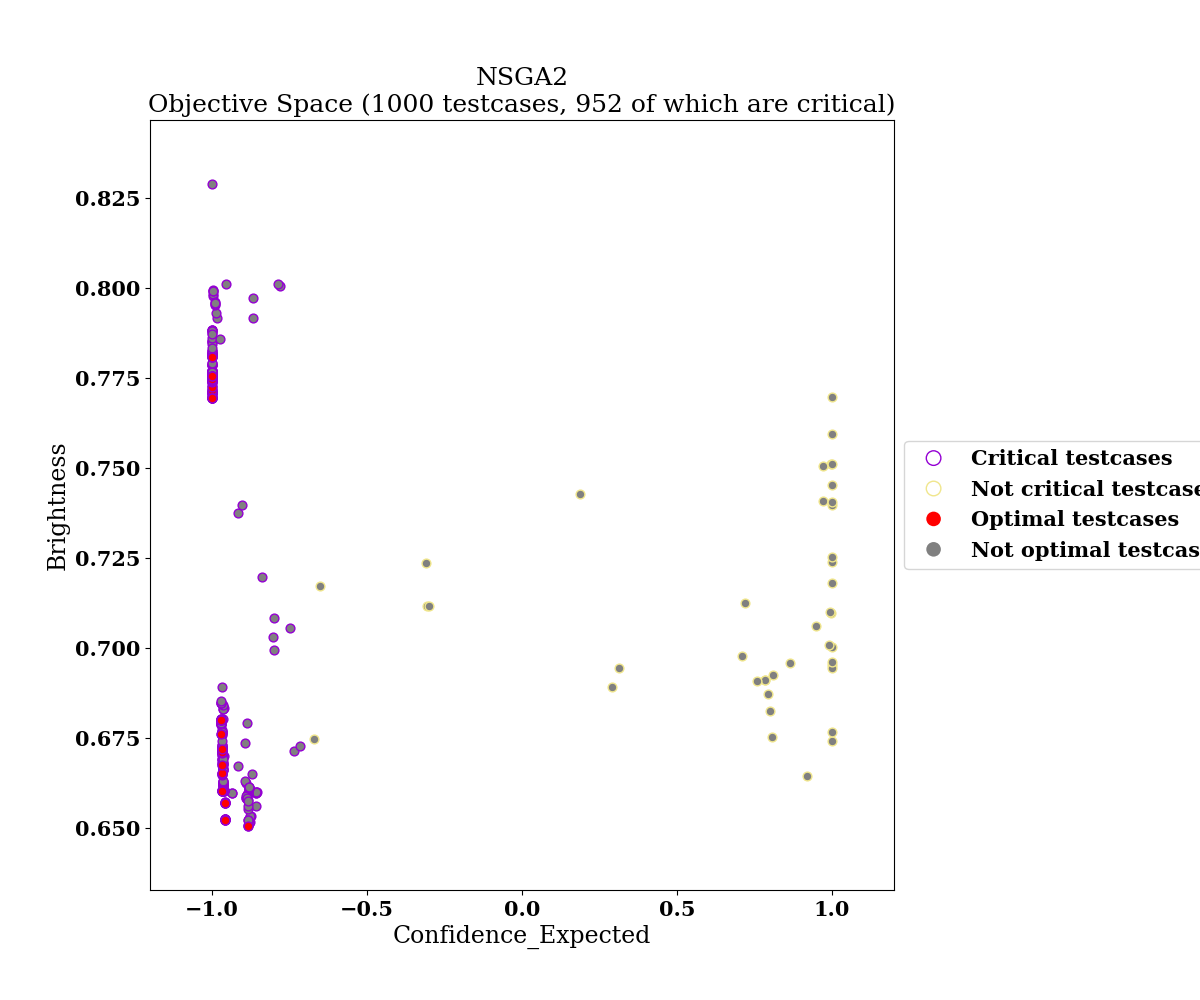 NSGA2
Objective Space (1000 testcases, 952 of which are critical)
0.825
0.800
0.775
0.750
0.725
0.700
0.675
0.650
Brightness
−1.0
−0.5
0.0
0.5
1.0
Confidence_Expected
Critical testcases
Not critical testcase
Optimal testcases
Not optimal testcas